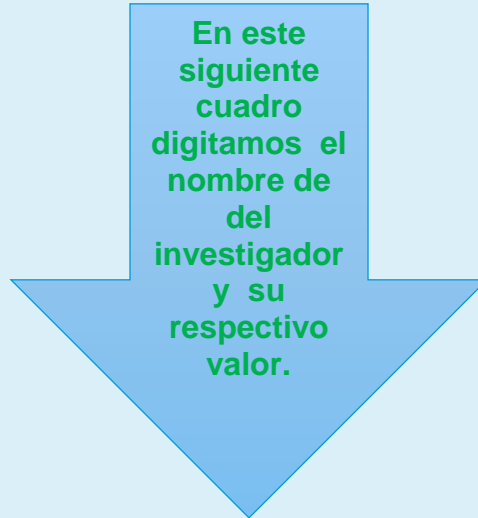 En este
siguiente
cuadro
digitamos  el
nombre de
del
investigador
y  su
respectivo
valor.